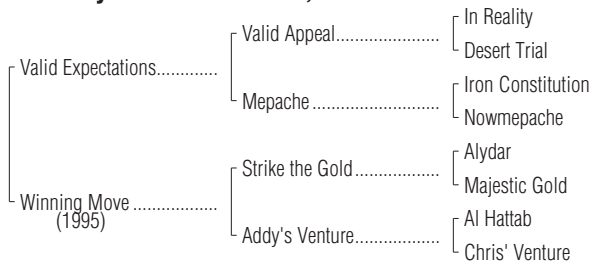 In Reality
Valid Appeal.......................
Desert Trial
Valid Expectations.............
Iron Constitution
Mepache ............................
Nowmepache
Alydar
Strike the Gold...................
Majestic Gold
Winning Move ..................
(1995)
Al Hattab
Addy's Venture...................
Chris' Venture